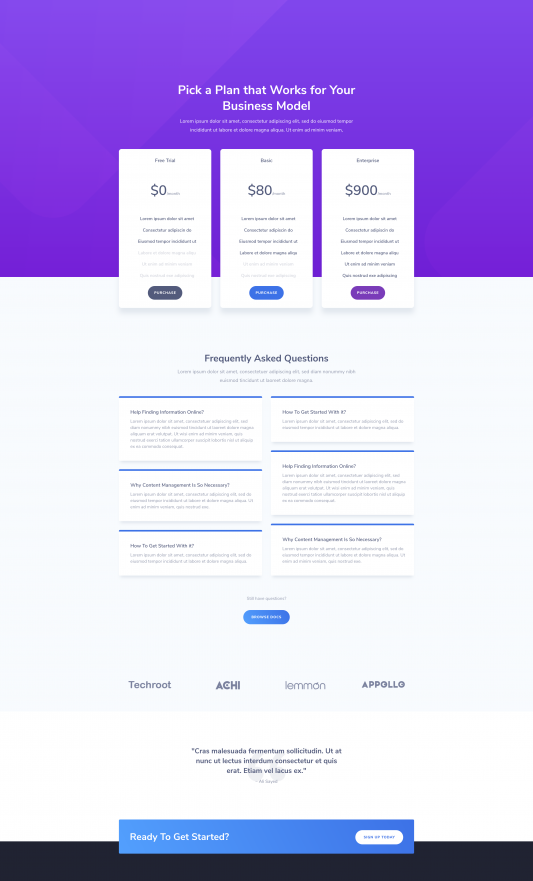 Pick a Plan that Works for Your
Business Model
Lorem ipsum dolor sit amet, consectetur adipiscing elit, sed do eiusmod tempor
incididunt ut labore et dolore magna aliqua. Ut enim ad minim veniam.
Free Trial
$0
/month
Lorem ipsum dolor sit amet
Consectetur adipiscin do
Eiusmod tempor incididunt ut
Labore et dolore magna aliqu
Ut enim ad minim veniam
Quis nostrud exe adipiscing
PURCHASE
Basic
$80
/month
Lorem ipsum dolor sit amet
Consectetur adipiscin do
Eiusmod tempor incididunt ut
Labore et dolore magna aliqu
Ut enim ad minim veniam
Quis nostrud exe adipiscing
PURCHASE
Enterprise
$900
/month
Lorem ipsum dolor sit amet
Consectetur adipiscin do
Eiusmod tempor incididunt ut
Labore et dolore magna aliqu
Ut enim ad minim veniam
Quis nostrud exe adipiscing
PURCHASE
Frequently Asked Questions
Lorem ipsum dolor sit amet, consectetuer adipiscing elit, sed diam nonummy nibh
euismod tincidunt ut laoreet dolore magna.
Help Finding Information Online?
Lorem ipsum dolor sit amet, consectetuer adipiscing elit, sed
diam nonummy nibh euismod tincidunt ut laoreet dolore magna
aliquam erat volutpat. Ut wisi enim ad minim veniam, quis
nostrud exerci tation ullamcorper suscipit lobortis nisl ut aliquip
ex ea commodo consequat.
Why Content Management Is So Necessary?
Lorem ipsum dolor sit amet, consectetur adipiscing elit, sed do
eiusmod tempor incididunt ut labore et dolore magna aliqua. Ut
enim ad minim veniam, quis nostrud exe.
How To Get Started With it?
Lorem ipsum dolor sit amet, consectetur adipiscing elit, sed do
eiusmod tempor incididunt ut labore et dolore magna aliqua.
How To Get Started With it?
Lorem ipsum dolor sit amet, consectetur adipiscing elit, sed do
eiusmod tempor incididunt ut labore et dolore magna aliqua.
Help Finding Information Online?
Lorem ipsum dolor sit amet, consectetuer adipiscing elit, sed
diam nonummy nibh euismod tincidunt ut laoreet dolore magna
aliquam erat volutpat. Ut wisi enim ad minim veniam, quis
nostrud exerci tation ullamcorper suscipit lobortis nisl ut aliquip
ex ea commodo consequat.
Why Content Management Is So Necessary?
Lorem ipsum dolor sit amet, consectetur adipiscing elit, sed do
eiusmod tempor incididunt ut labore et dolore magna aliqua. Ut
enim ad minim veniam, quis nostrud exe.
Still have questions?
BROWSE DOCS
Techroot
ACHI
lemmon
APPOLLO
"Cras malesuada fermentum sollicitudin. Ut at
nunc ut lectus interdum consectetur et quis
erat. Etiam vel lacus ex."
Ali Sayed
Ready To Get Started?
SIGN UP TODAY